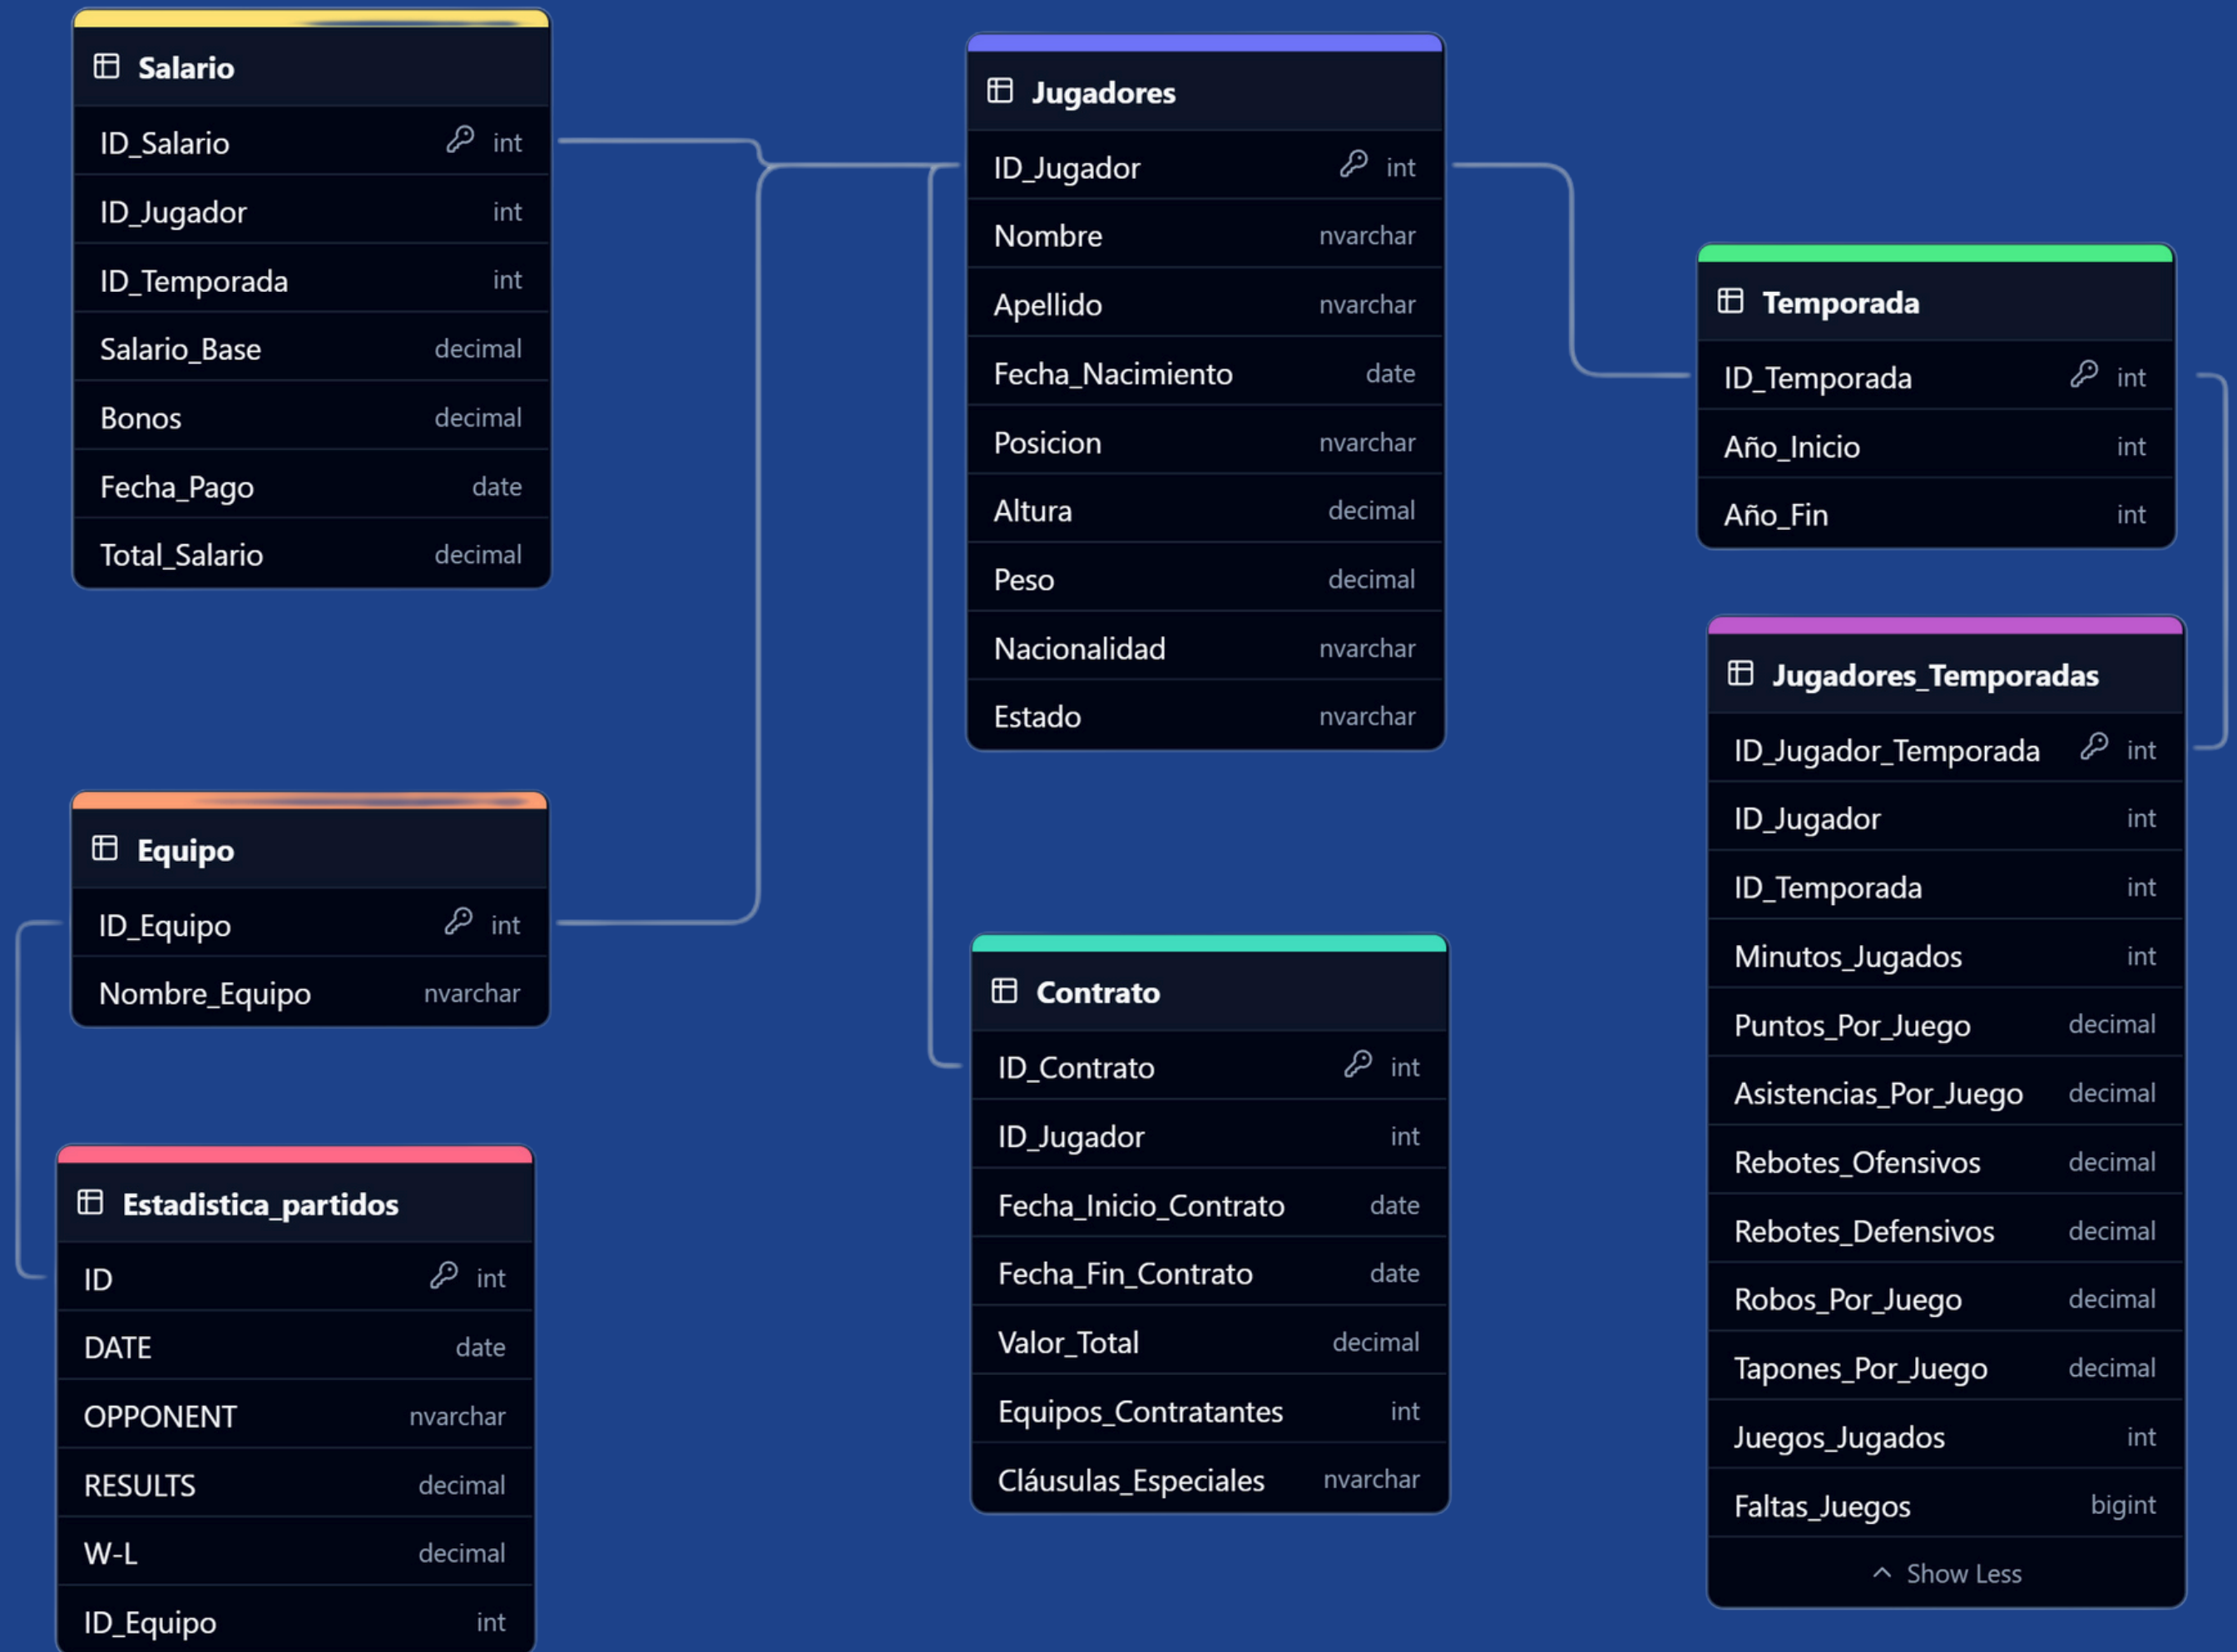 Salario
ID_Salario int
ID_Jugador int
ID_Temporada int
Salario_Base decimal
Bonos decimal
Fecha_Pago date
Total_Salario decimal
Equipo
ID_Equipo int
Nombre_Equipo nvarchar
Estadistica_partidos
ID int
DATE date
OPPONENT nvarchar
RESULTS decimal
W-L decimal
ID_Equipo int
Jugadores
ID_Jugador int
Nombre nvarchar
Apellido nvarchar
Fecha_Nacimiento date
Posicion nvarchar
Altura decimal
Peso decimal
Nacionalidad nvarchar
Estado nvarchar
Contrato
ID_Contrato int
ID_Jugador int
Fecha_Inicio_Contrato date
Fecha_Fin_Contrato date
Valor_Total decimal
Equipos_Contratantes int
Cláusulas_Especiales nvarchar
Temporada
ID_Temporada int
Año_Inicio int
Año_Fin int
Jugadores_Temporadas
ID_Jugador_Temporada int
ID_Jugador int
ID_Temporada int
Minutos_Jugados int
Puntos_Por_Juego decimal
Asistencias_Por_Juego decimal
Rebotes_Ofensivos decimal
Rebotes_Defensivos decimal
Robos_Por_Juego decimal
Tapones_Por_Juego decimal
Juegos_Jugados int
Faltas_Juegos bigint
Show Less